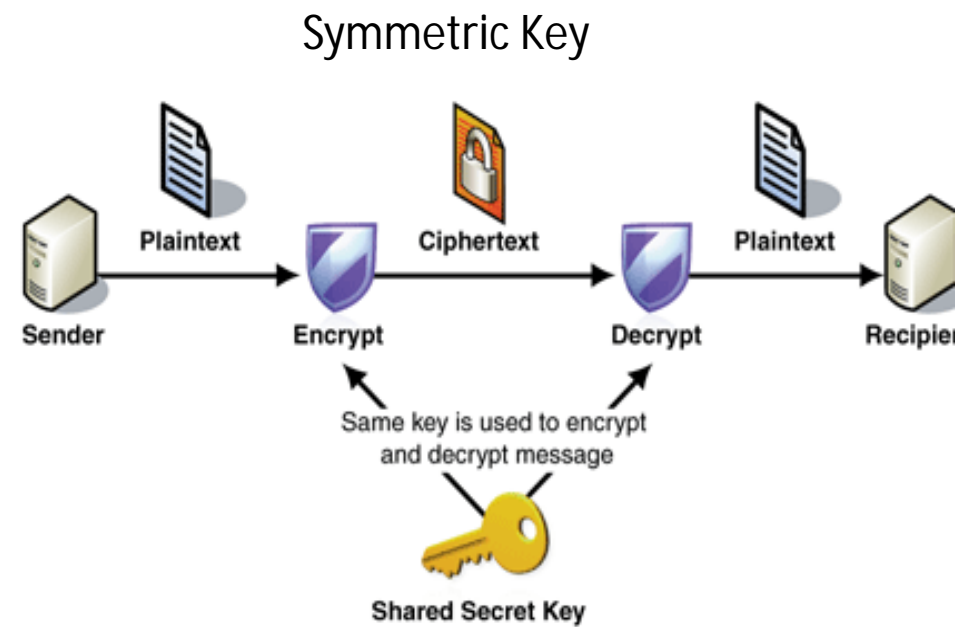 Symmetric Key
Plaintext
Ciphertext
Plaintext
Sender
Encrypt
Decrypt
Recipier
Same key is used to encrypt
and decrypt message
Shared Secret Key